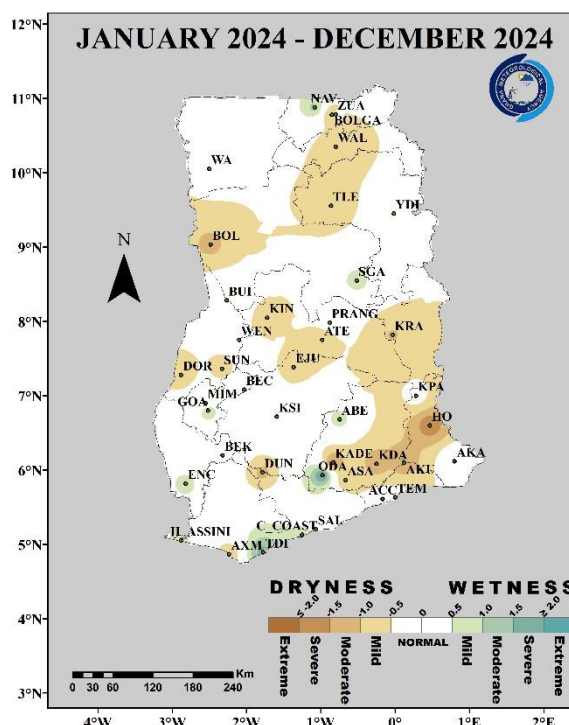 JANUARY 2024 - DECEMBER 2024
12°N
11°N
10°N
9°N
8°N
7°N
6°N
5°N
4°N
3°N
GHANA METEOROLOGICAL AGENCY
NAV
ZUA
BOLGA
WAL
WA
TLE
YDI
BOL
N
SGA
BUI
KIN
PRANG
KRA
WEN
ATE
DOR
SUN
EJU
BEC
KPA
GOA
MIM
KSI
ABE
HO
BEK
KADE
KDA
AKA
DUN
ODA
ASA
AKU
ENC
ACC
TEM
C_COAST
SAL
H_ASSINI
AXM
TDI
DRYNESS
WETNESS
≤ -2.0
-1.5
-1.0
-0.5
0
0.5
1.0
1.5
≥ 2.0
NORMAL
Extreme
Severe
Moderate
Mild
Mild
Moderate
Severe
Extreme
Km
0 30 60 120 180 240
4°W
3°W
2°W
1°W
0°
1°E
2°E